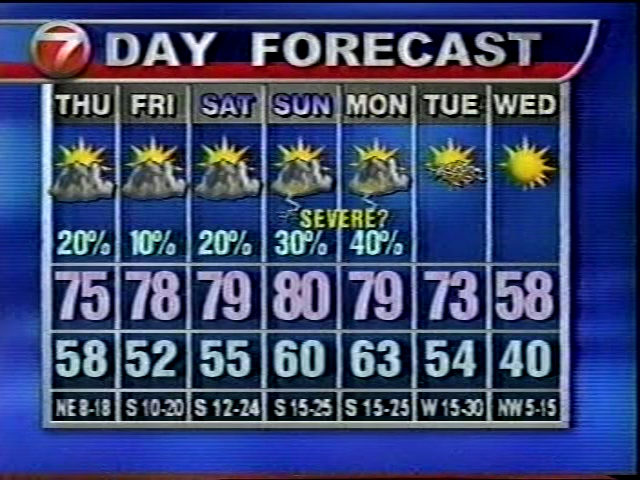 7 DAY FORECAST
THU FRI SAT SUN MON TUE WED
SEVERE?
20% 10% 20% 30% 40%
75 78 79 80 79 73 58
58 52 55 60 63 54 40
NE 8-18 S 10-20 S 12-24 S 15-25 S 15-25 W 15-30 NW 5-15